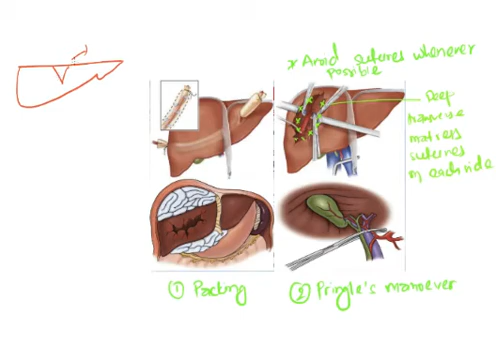 * Avoid sutures whenever
possible
Deep
mattress
sutures
on each side
① Packing
② Pringle's manoever